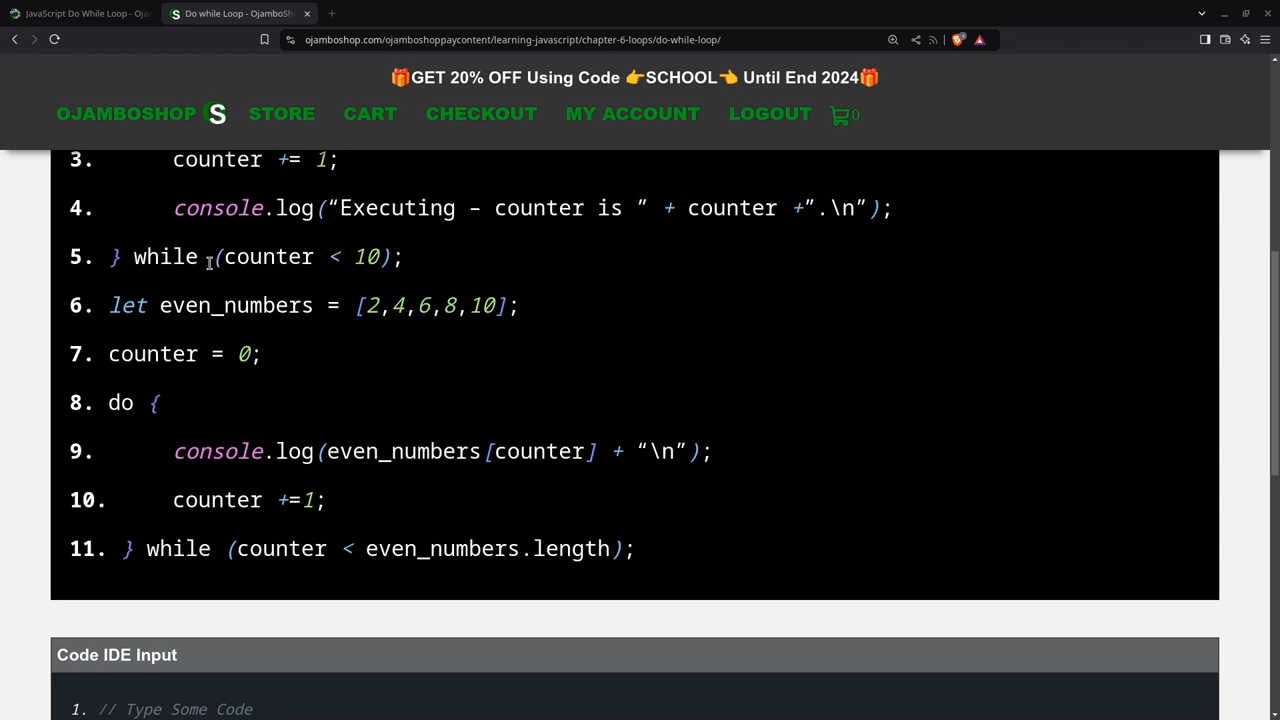 JavaScript Do While Loop - Oja
Do while Loop - OjamboSh
ojamboshop.com/ojamboshoppaycontent/learning-javascript/chapter-6-loops/do-while-loop/
🎁GET 20% OFF Using Code 👉SCHOOL👈 Until End 2024🎁
OJAMBOSHOP S STORE CART CHECKOUT MY ACCOUNT LOGOUT 0
3. counter += 1;
4. console.log(“Executing – counter is ” + counter +”.\n”);
5. } while (counter < 10);
6. let even_numbers = [2,4,6,8,10];
7. counter = 0;
8. do {
9. console.log(even_numbers[counter] + “\n”);
10. counter +=1;
11. } while (counter < even_numbers.length);
Code IDE Input
1. // Type Some Code